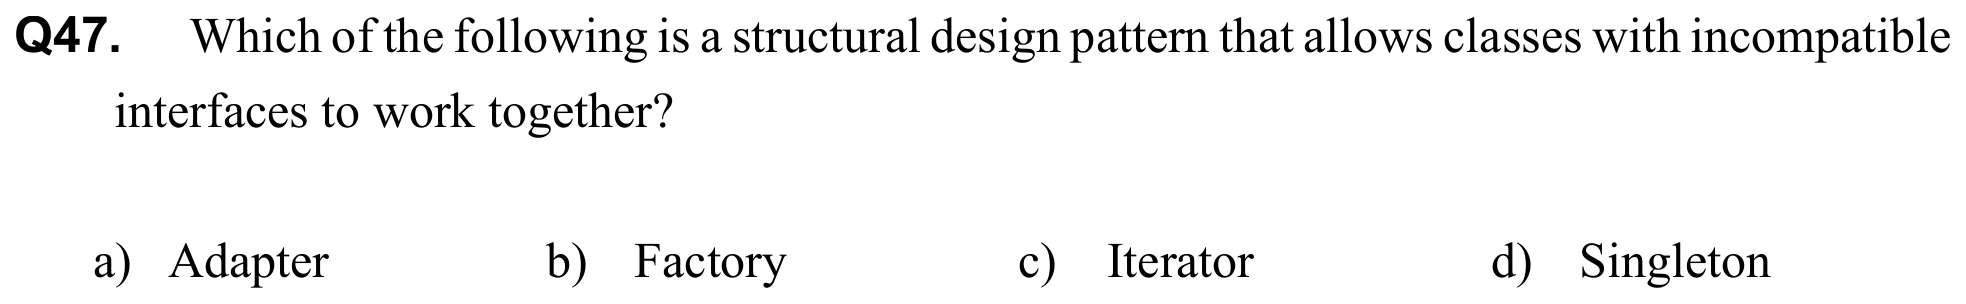 Q47. Which of the following is a structural design pattern that allows classes with incompatible
interfaces to work together?
a) Adapter b) Factory c) Iterator d) Singleton